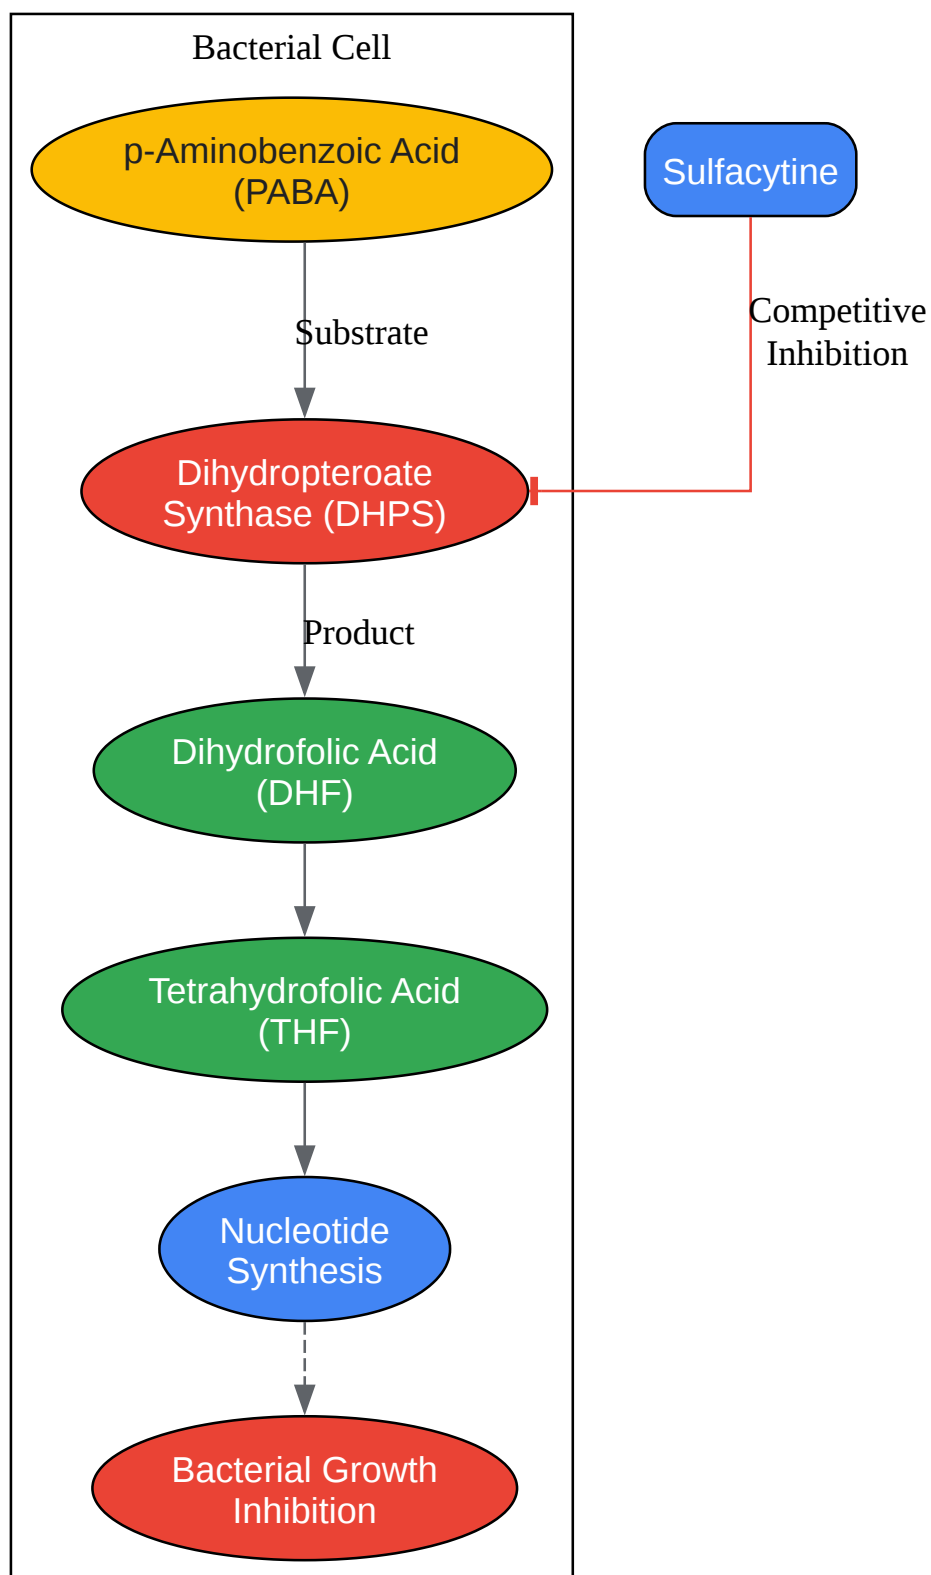 Bacterial Cell
p-Aminobenzoic Acid
(PABA)
Sulfacytine
Substrate
Competitive
Inhibition
Dihydropteroate
Synthase (DHPS)
Product
Dihydrofolic Acid
(DHF)
Tetrahydrofolic Acid
(THF)
Nucleotide
Synthesis
Bacterial Growth
Inhibition